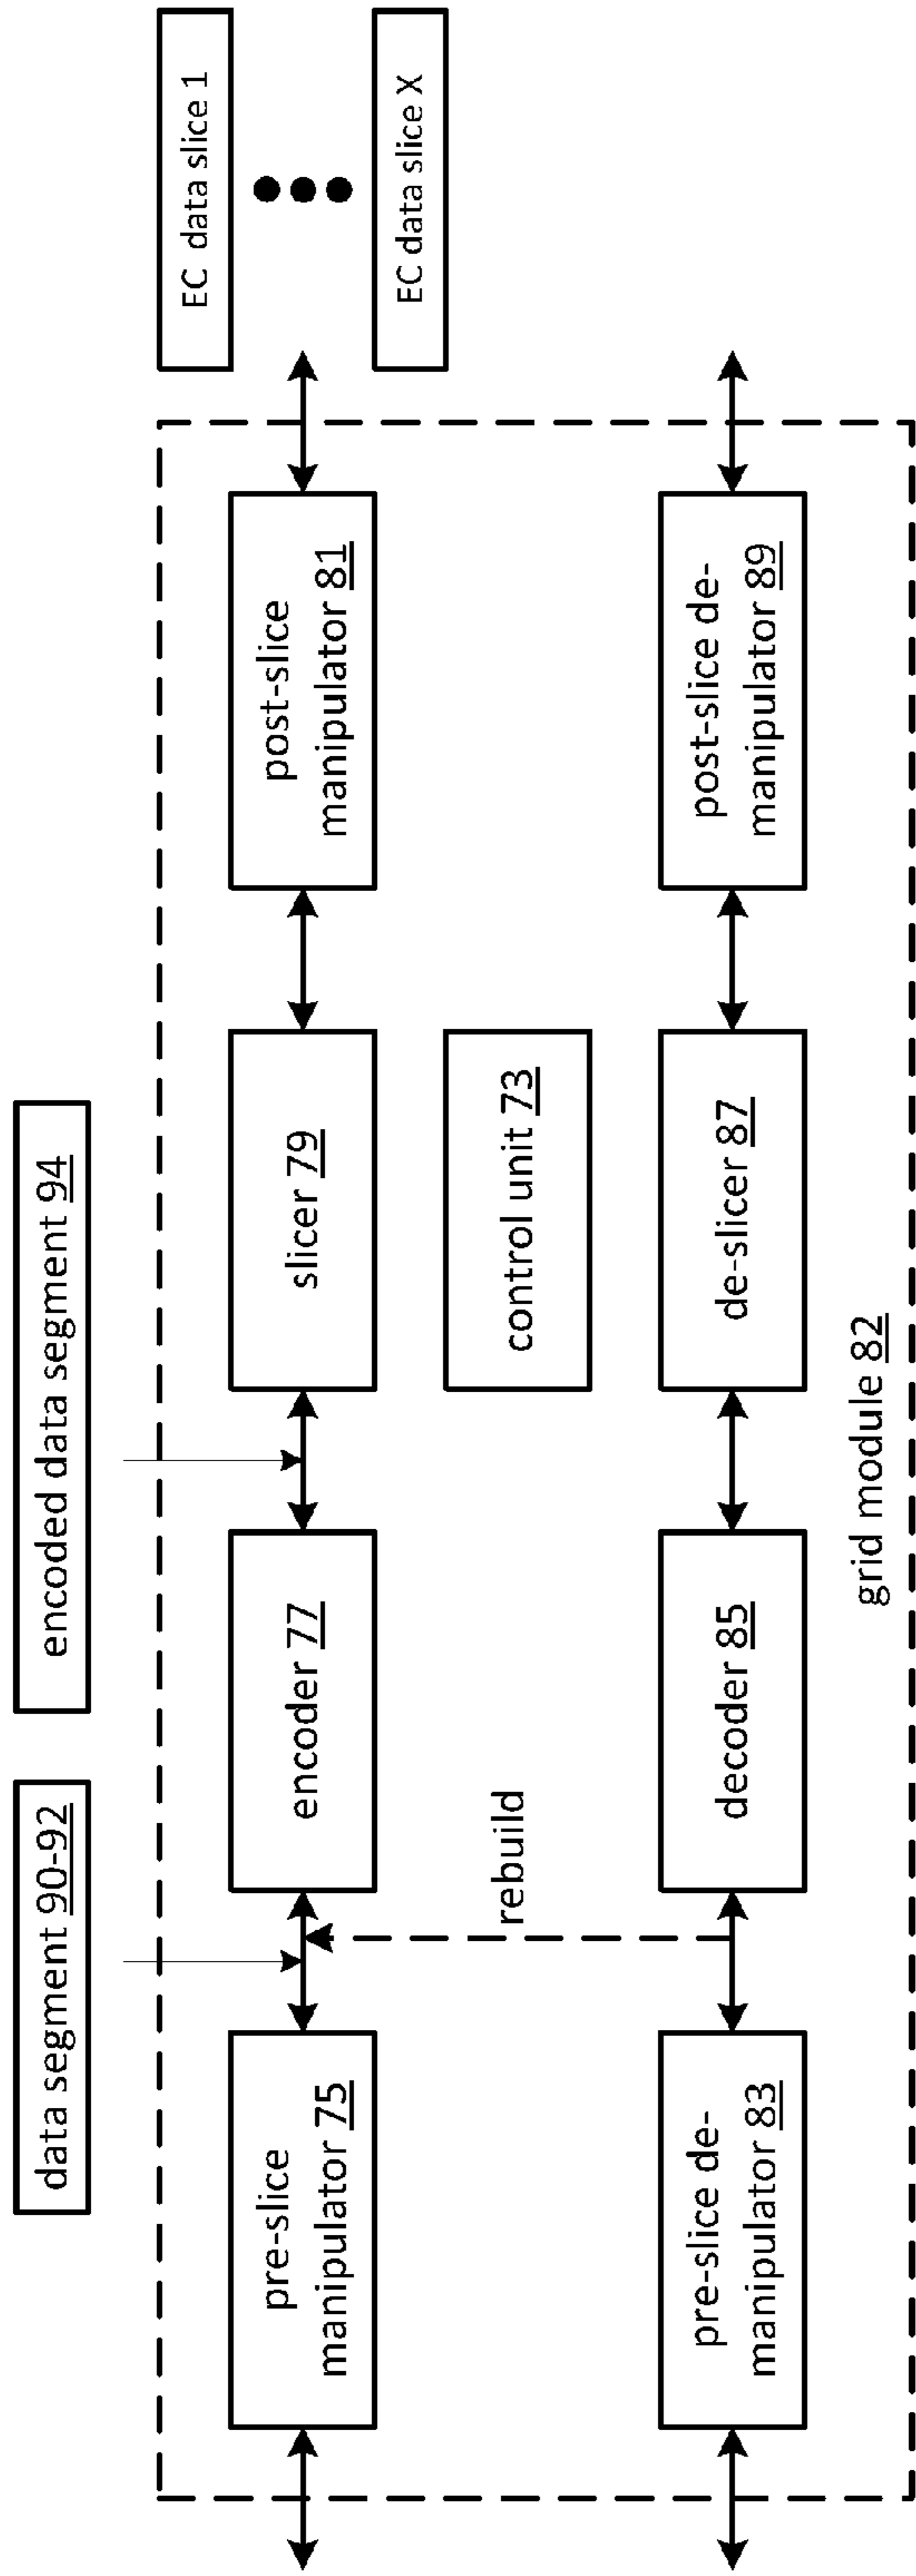 data segment 90-92
encoded data segment 94
EC data slice 1
EC data slice X
pre-slice
manipulator 75
encoder 77
slicer 79
post-slice
manipulator 81
rebuild
control unit 73
pre-slice de-
manipulator 83
decoder 85
de-slicer 87
post-slice de-
manipulator 89
grid module 82